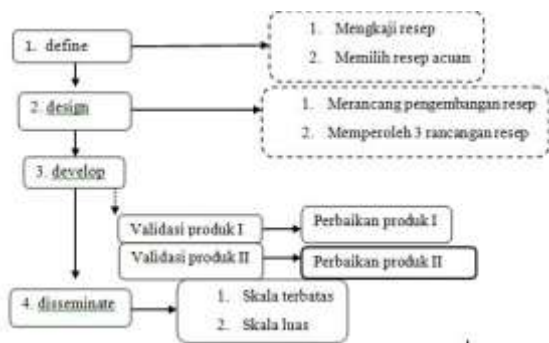 1. define
1. Mengkaji resep
2. Memilih resep acuan
2. design
1. Merancang pengembangan resep
2. Memperoleh 3 rancangan resep
3. develop
Validasi produk I
Perbaikan produk I
Validasi produk II
Perbaikan produk II
4. disseminate
1. Skala terbatas
2. Skala luas